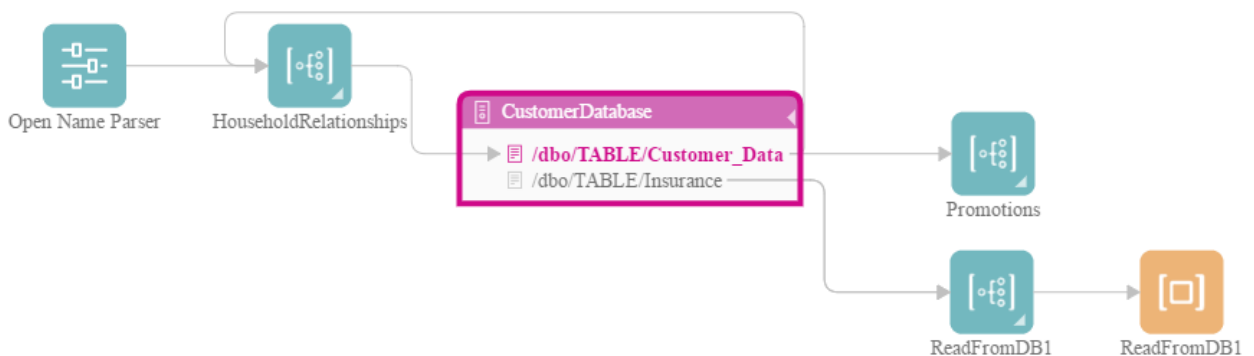 Open Name Parser
HouseholdRelationships
CustomerDatabase
/dbo/TABLE/Customer_Data
/dbo/TABLE/Insurance
Promotions
ReadFromDB1
ReadFromDB1